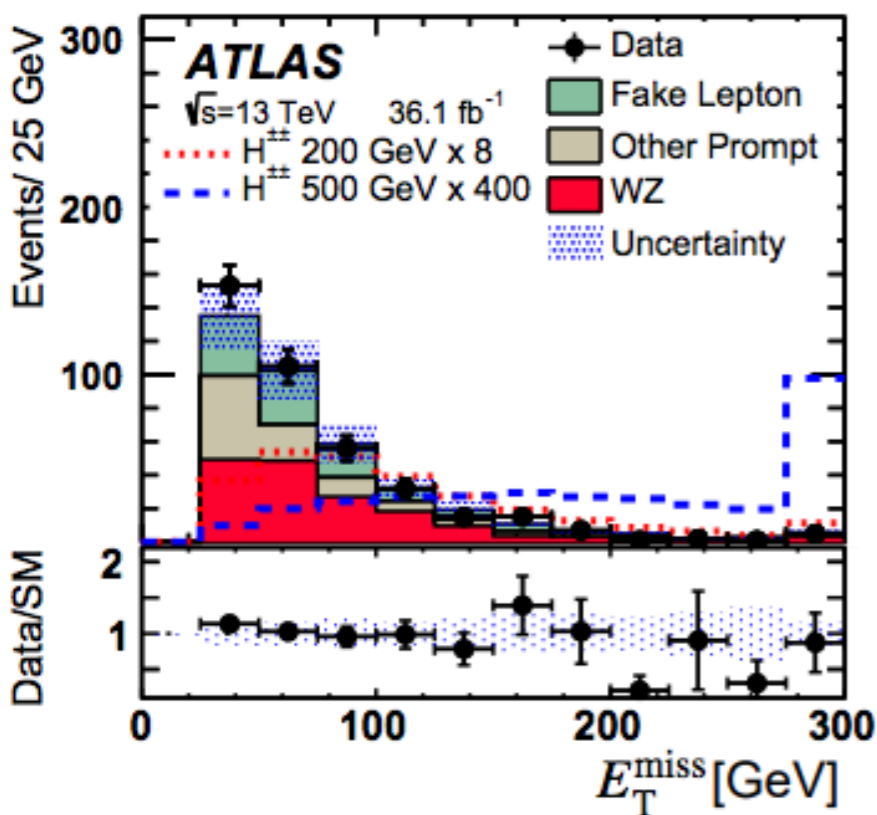 300
200
100
Events/ 25 GeV
ATLAS
√s=13 TeV 36.1 fb⁻¹
H±± 200 GeV x 8
H±± 500 GeV x 400
Data
Fake Lepton
Other Prompt
WZ
Uncertainty
Data/SM
2
1
0 100 200 300
E_T^miss [GeV]